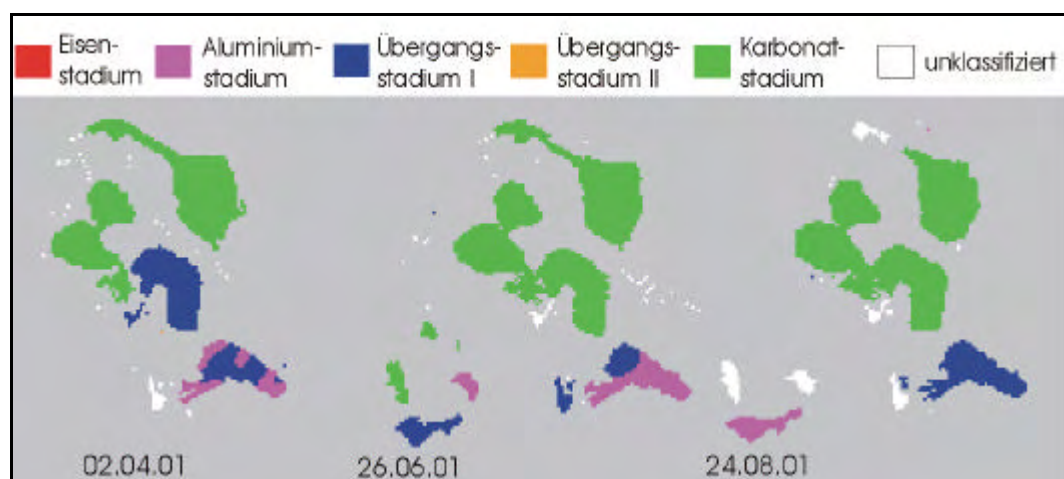 Eisen- Aluminium- Übergangs- Übergangs- Karbonat-
stadium stadium stadium I stadium II stadium unklassifiziert
02.04.01 26.06.01 24.08.01